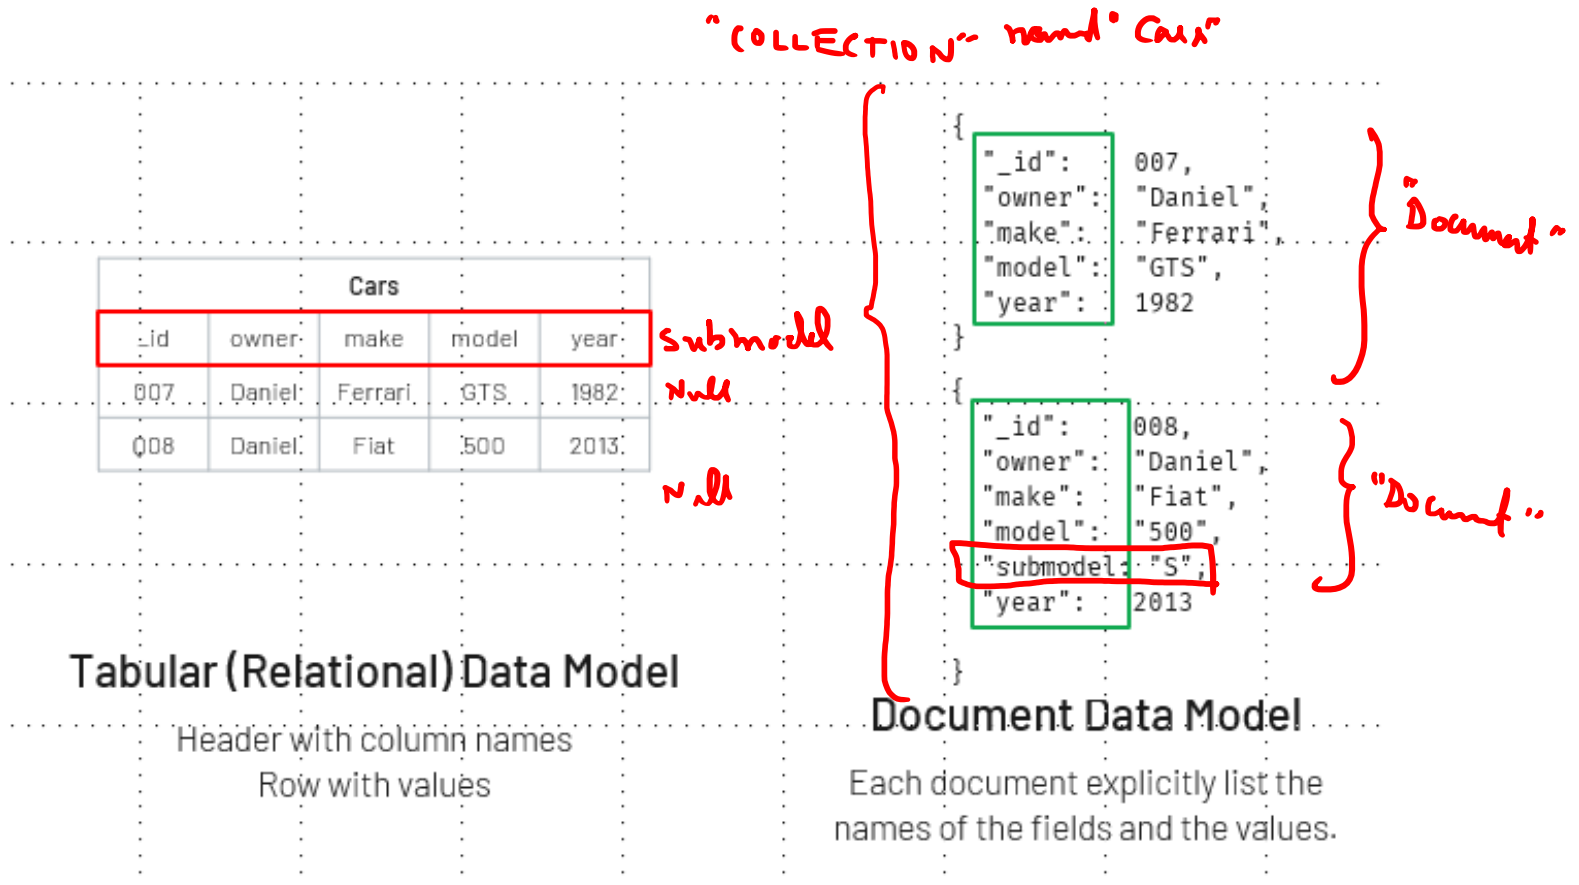 "COLLECTION" named "Cars"
Cars
_id owner make model year submodel
007 Daniel Ferrari GTS 1982 Null
008 Daniel Fiat 500 2013
Null
Tabular (Relational) Data Model
Header with column names
Row with values
{
"_id": 007,
"owner": "Daniel",
"make": "Ferrari",
"model": "GTS",
"year": 1982
}
"Document"
{
"_id": 008,
"owner": "Daniel",
"make": "Fiat",
"model": "500",
"submodel: "S",
"year": 2013
}
"Document"
Document Data Model
Each document explicitly list the
names of the fields and the values.